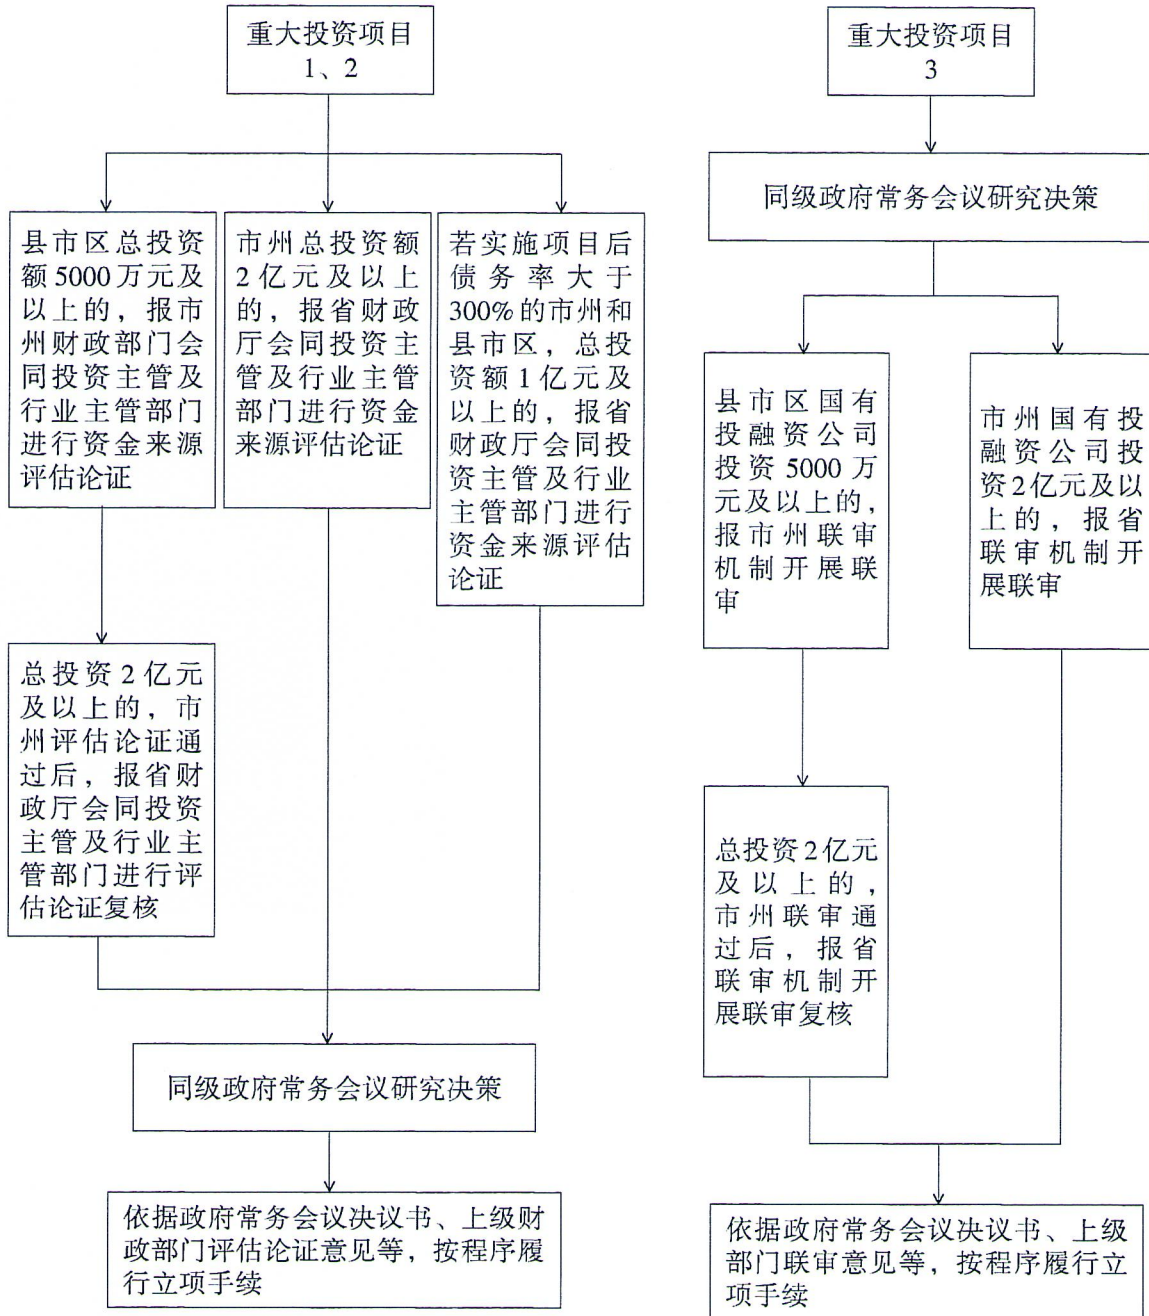 重大投资项目
1、2
县市区总投资
额5000万元及
以上的，报市
州财政部门会
同投资主管及
行业主管部门
进行资金来源
评估论证
市州总投资额
2亿元及以上
的，报省财政
厅会同投资主
管及行业主管
部门进行资金
来源评估论证
若实施项目后
债务率大于
300%的市州和
县市区，总投
资额1亿元及
以上的，报省
财政厅会同投
资主管及行业
主管部门进行
资金来源评估
论证
总投资2亿元
及以上的，市
州评估论证通
过后，报省财
政厅会同投资
主管及行业主
管部门进行评
估论证复核
同级政府常务会议研究决策
依据政府常务会议决议书、上级财
政部门评估论证意见等，按程序履
行立项手续
重大投资项目
3
同级政府常务会议研究决策
县市区国有
投融资公司
投资5000万
元及以上的，
报市州联审
机制开展联
审
市州国有投
融资公司投
资2亿元及以
上的，报省
联审机制开
展联审
总投资2亿元
及以上的，
市州联审通
过后，报省
联审机制开
展联审复核
依据政府常务会议决议书、上级
部门联审意见等，按程序履行立
项手续